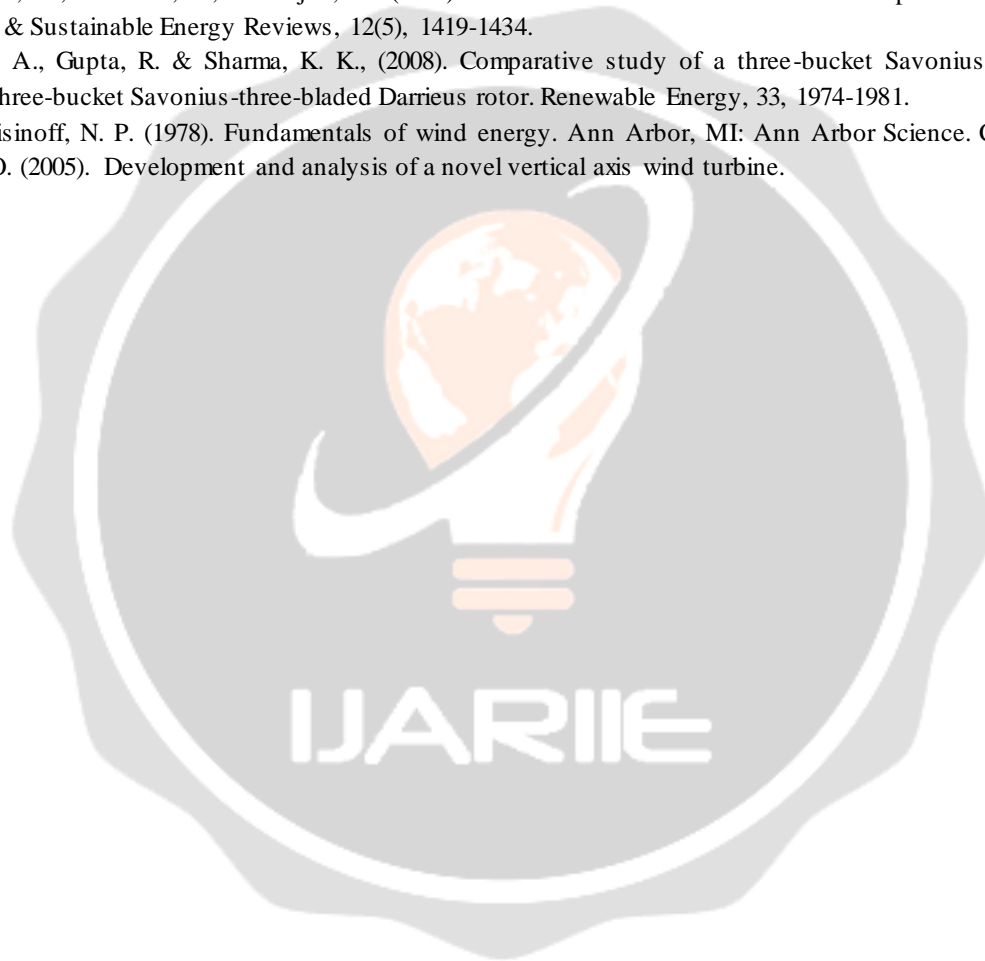 & Sustainable Energy Reviews, 12(5), 1419-1434.
A., Gupta, R. & Sharma, K. K., (2008). Comparative study of a three-bucket Savonius
hree-bucket Savonius-three-bladed Darrieus rotor. Renewable Energy, 33, 1974-1981.
isinoff, N. P. (1978). Fundamentals of wind energy. Ann Arbor, MI: Ann Arbor Science.
(2005). Development and analysis of a novel vertical axis wind turbine.
IJARIIE